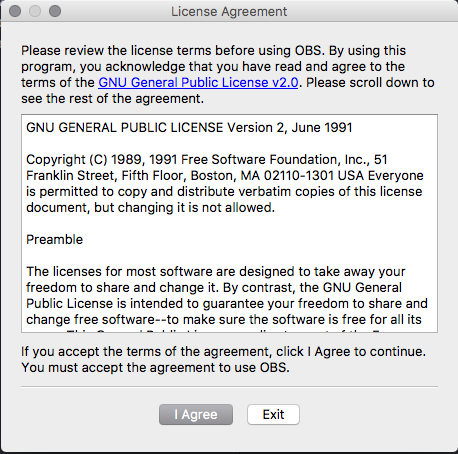 License Agreement
Please review the license terms before using OBS. By using this
program, you acknowledge that you have read and agree to the
terms of the GNU General Public License v2.0. Please scroll down to
see the rest of the agreement.
GNU GENERAL PUBLIC LICENSE Version 2, June 1991
Copyright (C) 1989, 1991 Free Software Foundation, Inc., 51
Franklin Street, Fifth Floor, Boston, MA 02110-1301 USA Everyone
is permitted to copy and distribute verbatim copies of this license
document, but changing it is not allowed.
Preamble
The licenses for most software are designed to take away your
freedom to share and change it. By contrast, the GNU General
Public License is intended to guarantee your freedom to share and
change free software--to make sure the software is free for all its
If you accept the terms of the agreement, click I Agree to continue.
You must accept the agreement to use OBS.
I Agree
Exit